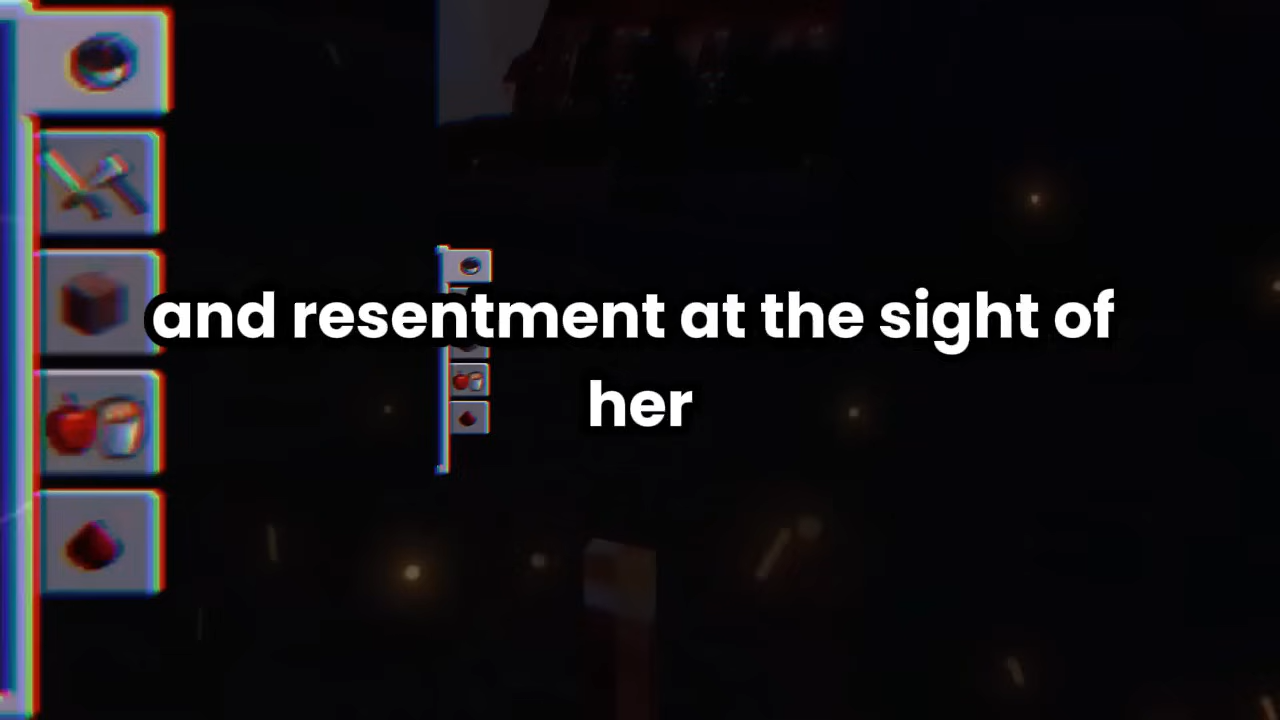 and resentment at the sight of
her